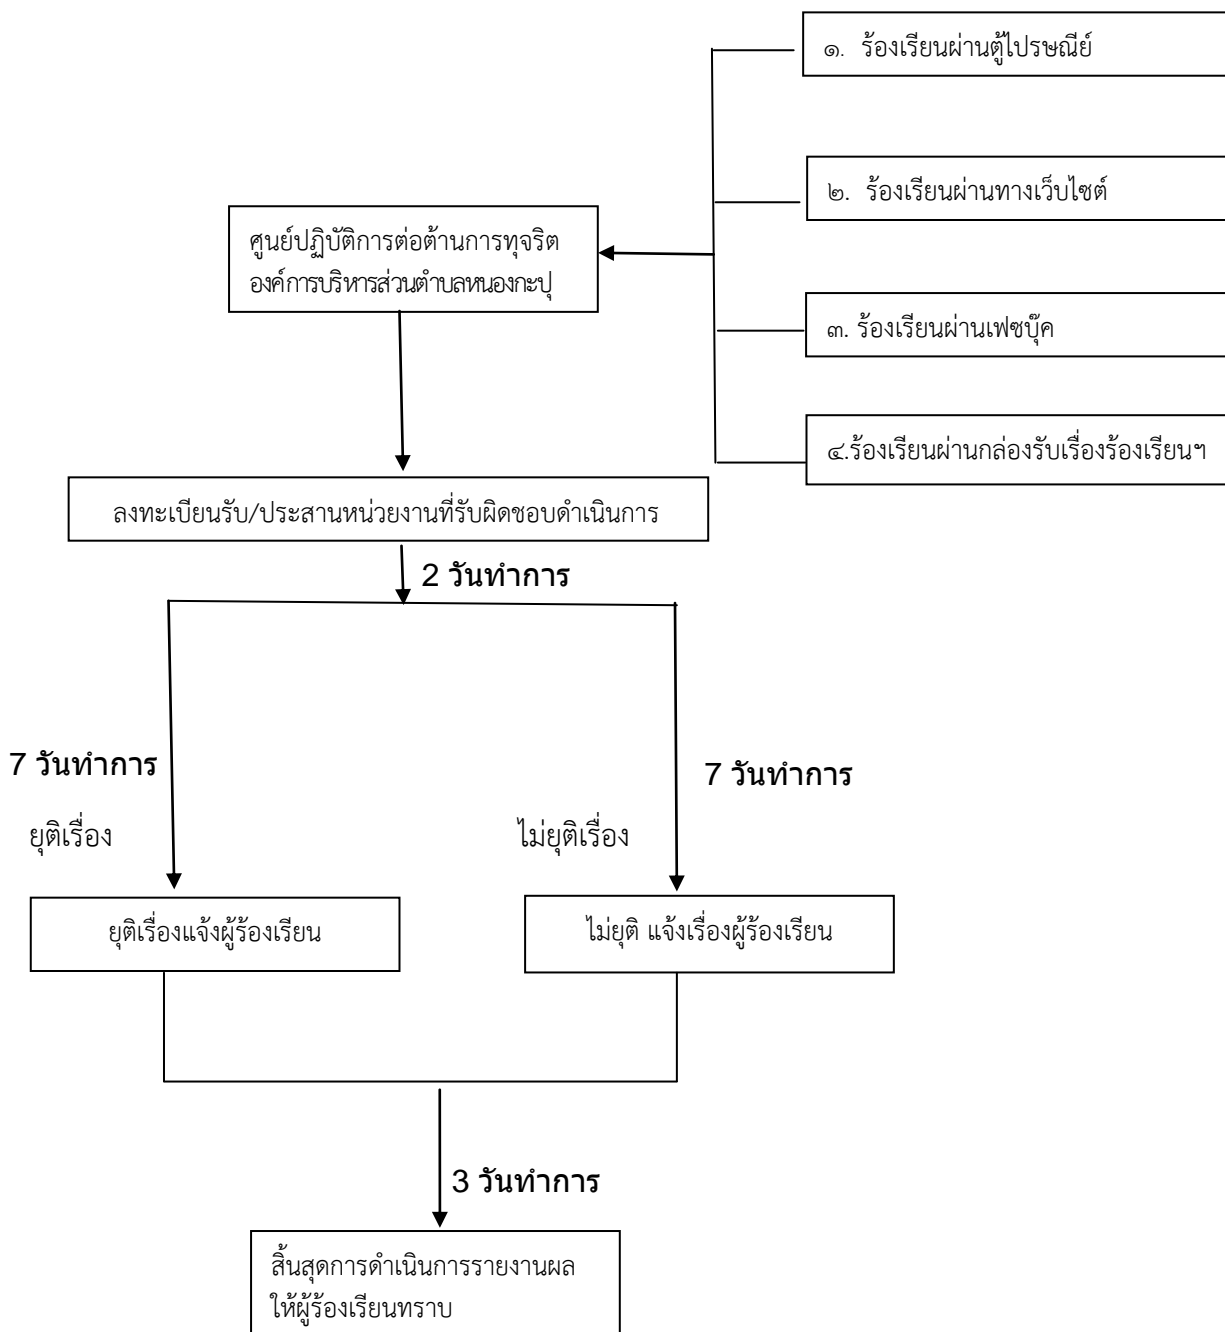 ๑. ร้องเรียนผ่านตู้ไปรษณีย์
๒. ร้องเรียนผ่านทางเว็บไซต์
ศูนย์ปฏิบัติการต่อต้านการทุจริต
องค์การบริหารส่วนตำบลหนองกะปุ
๓. ร้องเรียนผ่านเฟซบุ๊ค
๔.ร้องเรียนผ่านกล่องรับเรื่องร้องเรียนฯ
ลงทะเบียนรับ/ประสานหน่วยงานที่รับผิดชอบดำเนินการ
2 วันทำการ
7 วันทำการ
7 วันทำการ
ยุติเรื่อง
ไม่ยุติเรื่อง
ยุติเรื่องแจ้งผู้ร้องเรียน
ไม่ยุติ แจ้งเรื่องผู้ร้องเรียน
3 วันทำการ
สิ้นสุดการดำเนินการรายงานผล
ให้ผู้ร้องเรียนทราบ